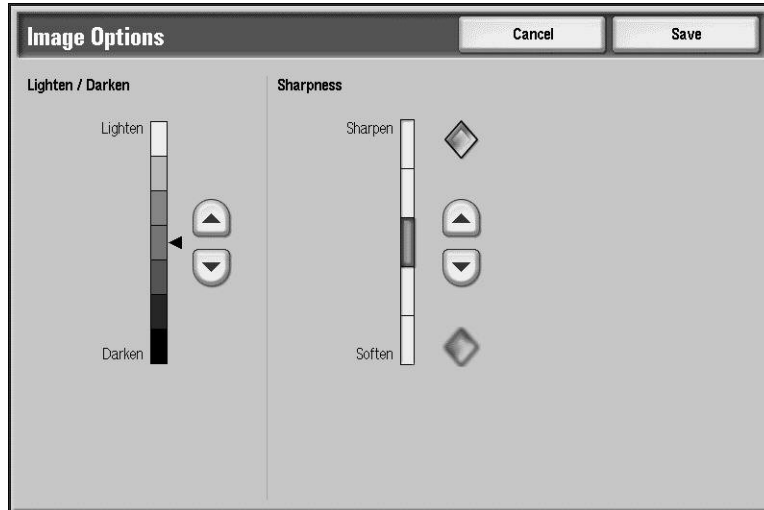 Image Options
Cancel
Save
Lighten / Darken
Sharpness
Lighten
Sharpen
Darken
Soften